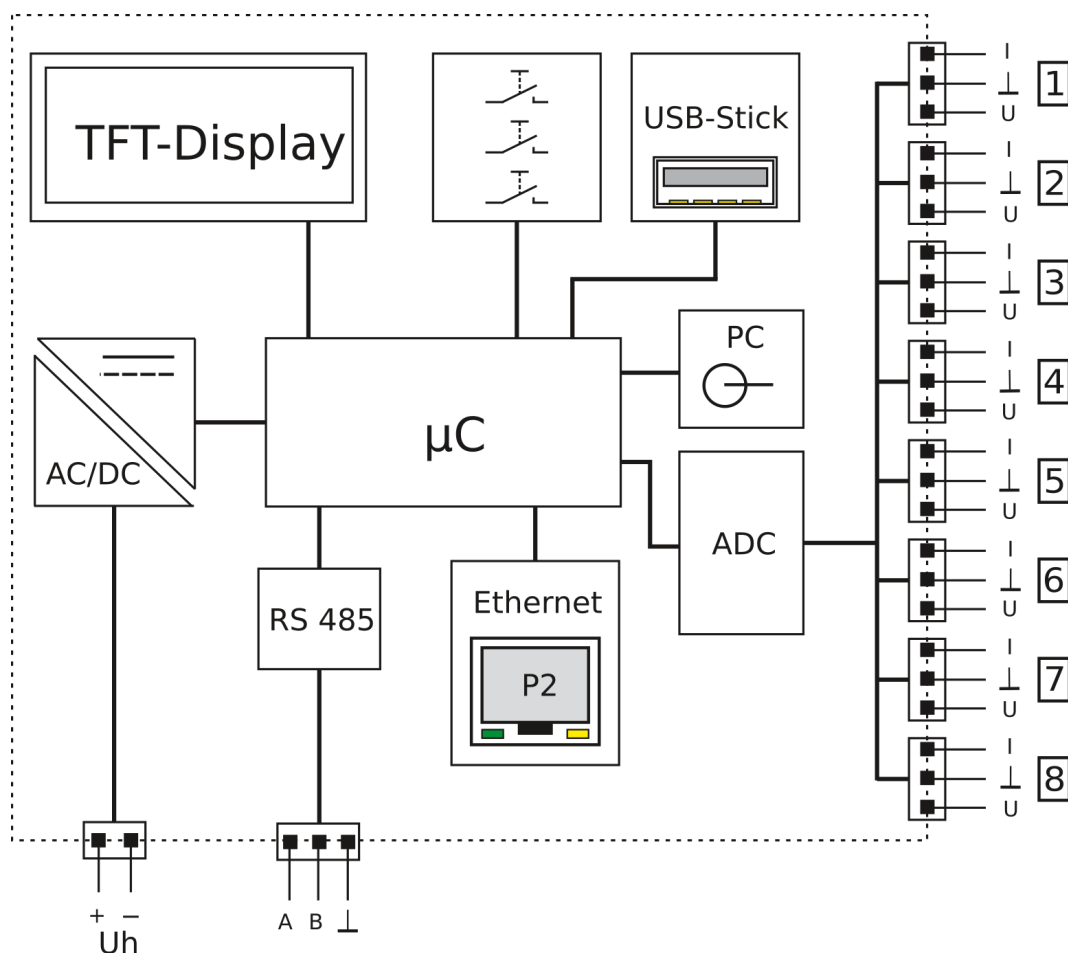 TFT-Display
USB-Stick
I
⊥
U
1
I
⊥
U
2
I
⊥
U
3
I
⊥
U
4
I
⊥
U
5
I
⊥
U
6
I
⊥
U
7
I
⊥
U
8
PC
µC
AC/DC
ADC
RS 485
Ethernet
P2
+ −
Uh
A B ⊥